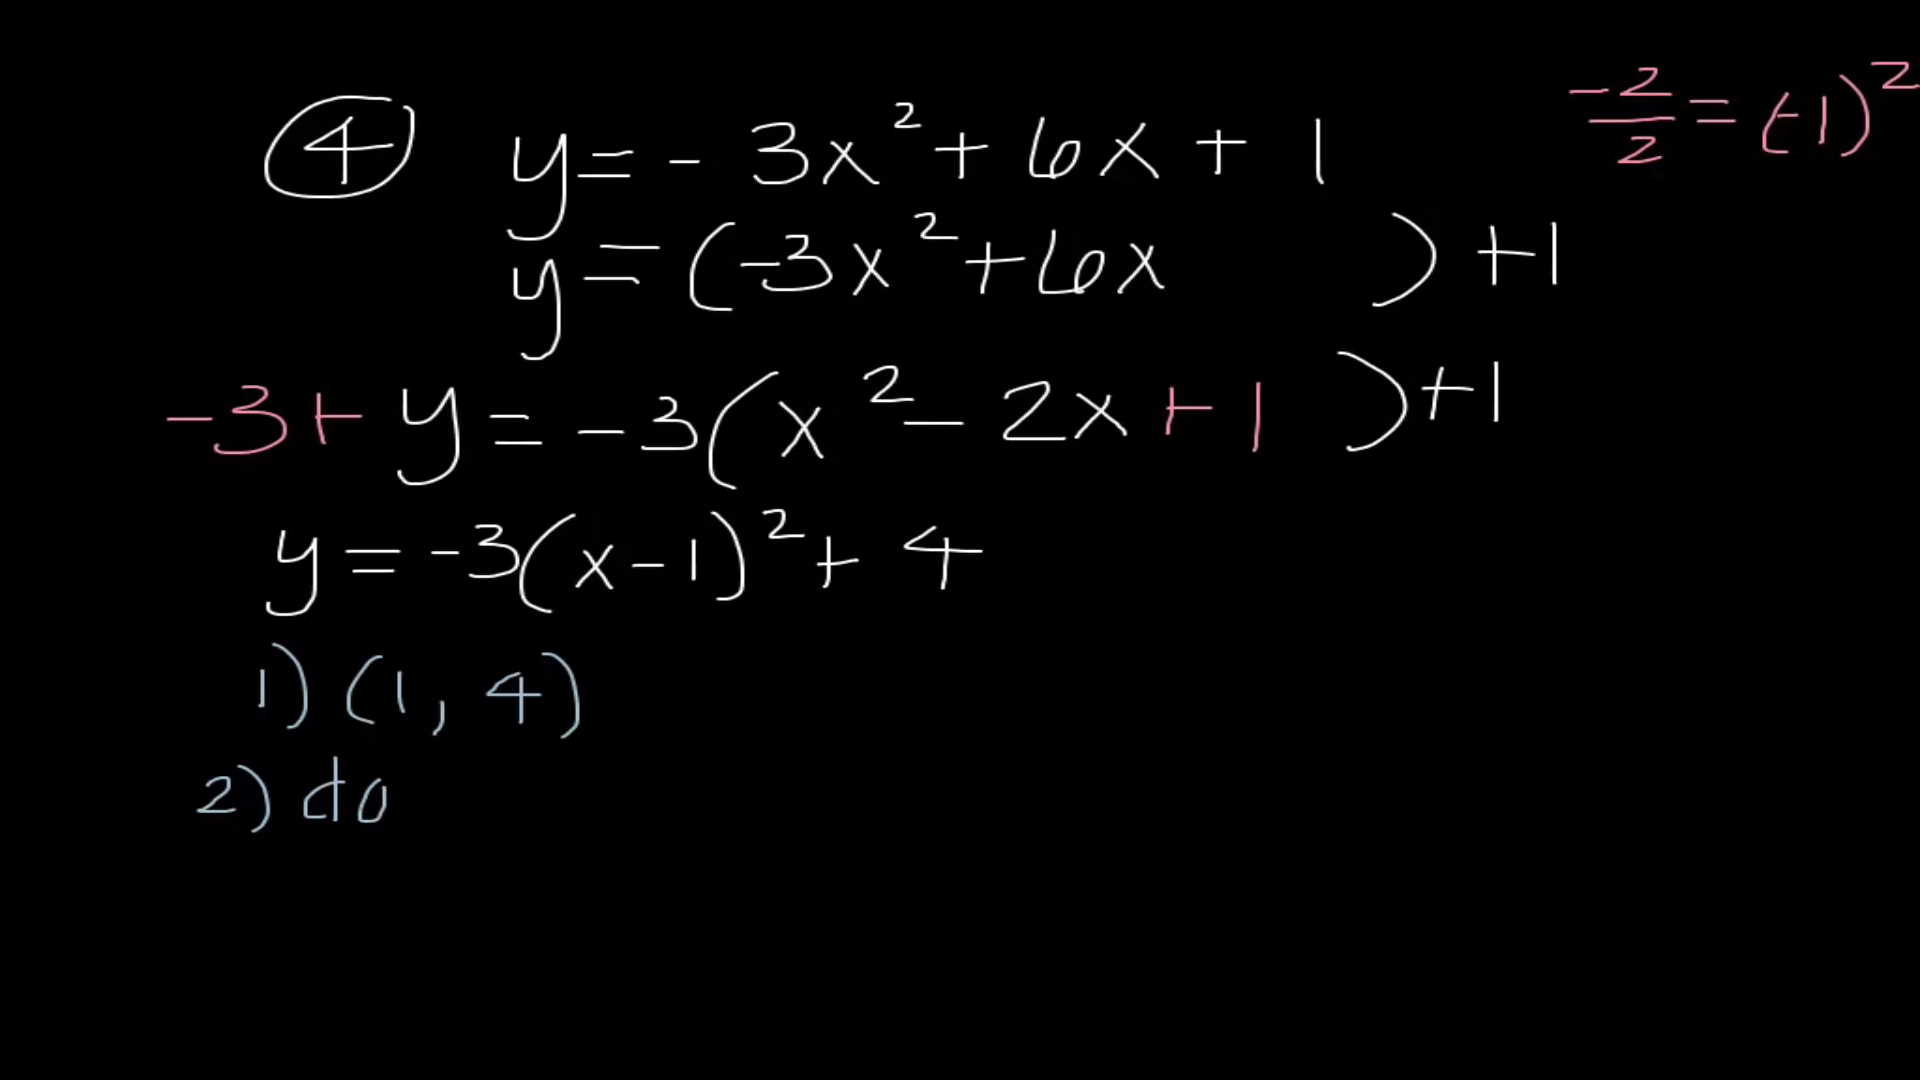 ④ y = - 3x² + 6x + 1
-2/2 = (-1)²
y = (-3x² + 6x ) + 1
-3 + y = -3(x² - 2x + 1 ) + 1
y = -3(x - 1)² + 4
1) (1, 4)
2) do